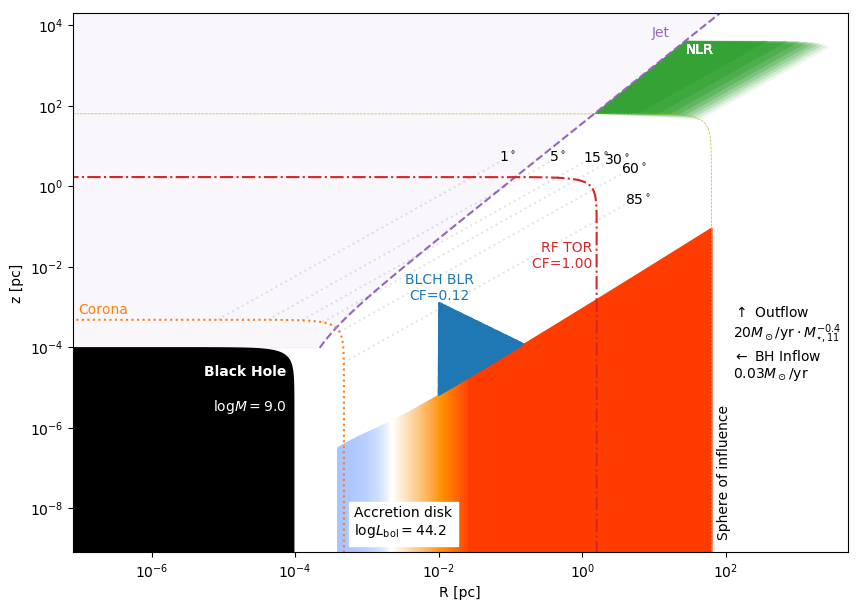 10^4
10^2
10^0
10^-2
10^-4
10^-6
10^-8
z [pc]
Jet
NLR
1°
5°
15°
30°
60°
85°
RF TOR
CF=1.00
BLCH BLR
CF=0.12
Corona
Black Hole
logM = 9.0
↑ Outflow
20M_⊙/yr · M_⋆,11^−0.4
← BH Inflow
0.03M_⊙/yr
Sphere of influence
Accretion disk
logL_bol = 44.2
10^-6
10^-4
10^-2
10^0
10^2
R [pc]